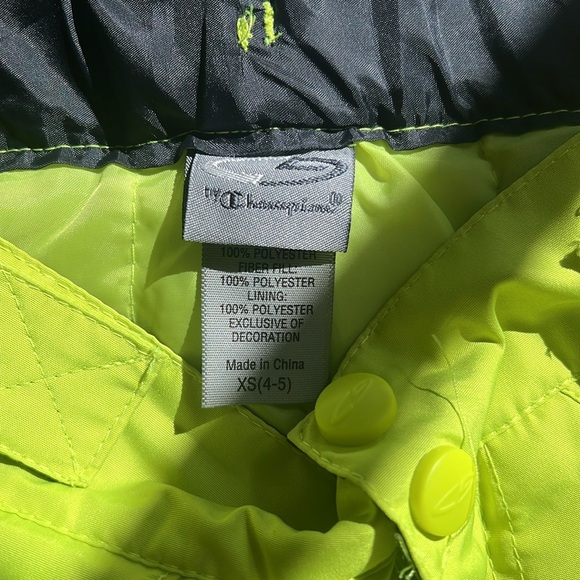 by Champion®
100% POLYESTER
FIBER FILL:
100% POLYESTER
LINING:
100% POLYESTER
EXCLUSIVE OF
DECORATION
Made in China
XS(4-5)